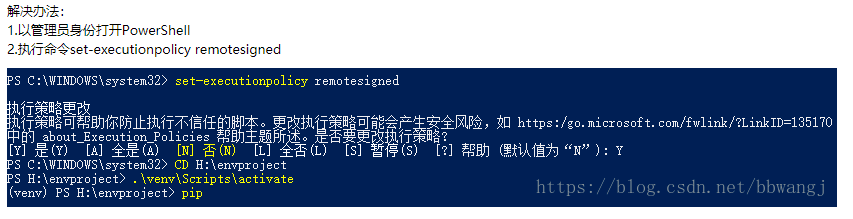 解决办法：
1.以管理员身份打开PowerShell
2.执行命令set-executionpolicy remotesigned
PS C:\WINDOWS\system32> set-executionpolicy remotesigned
执行策略更改
执行策略可帮助你防止执行不信任的脚本。更改执行策略可能会产生安全风险，如 https:/go.microsoft.com/fwlink/?LinkID=135170
中的 about_Execution_Policies 帮助主题所述。是否要更改执行策略?
[Y] 是(Y)  [A] 全是(A)  [N] 否(N)  [L] 全否(L)  [S] 暂停(S)  [?] 帮助 (默认值为“N”): Y
PS C:\WINDOWS\system32> CD H:\envproject
PS H:\envproject> .\venv\Scripts\activate
(venv) PS H:\envproject> pip
https://blog.csdn.net/bbwangj